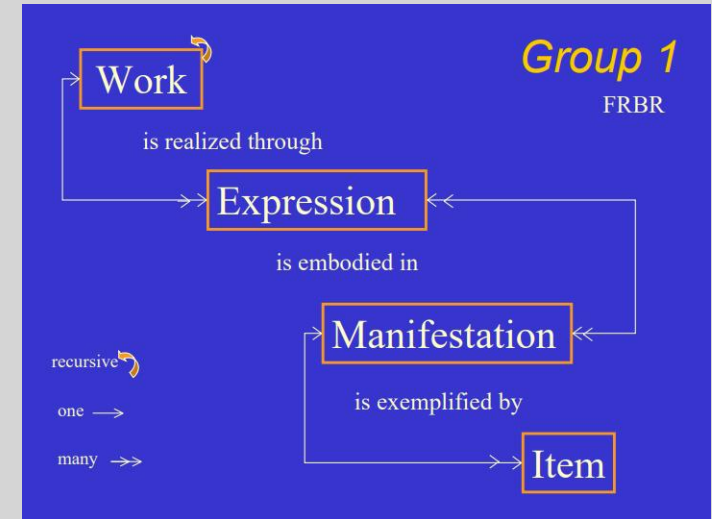 Group 1
FRBR
Work
is realized through
Expression
is embodied in
Manifestation
is exemplified by
Item
recursive
one
many